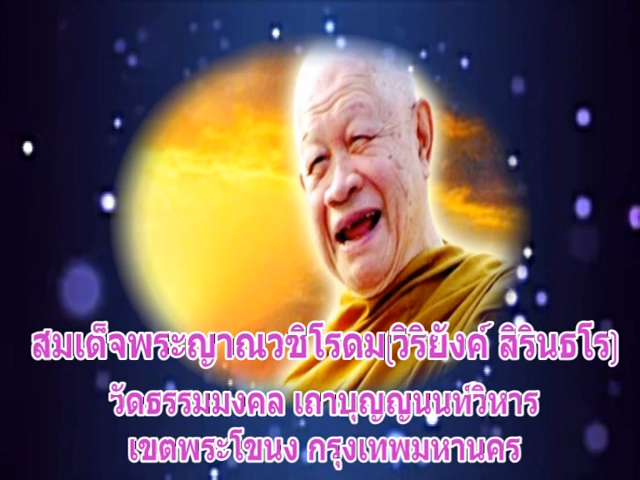 สมเด็จพระญาณวชิโรดม(วิริยังค์ สิรินธโร)
วัดธรรมมงคล เถาบุญญนนท์วิหาร
เขตพระโขนง กรุงเทพมหานคร